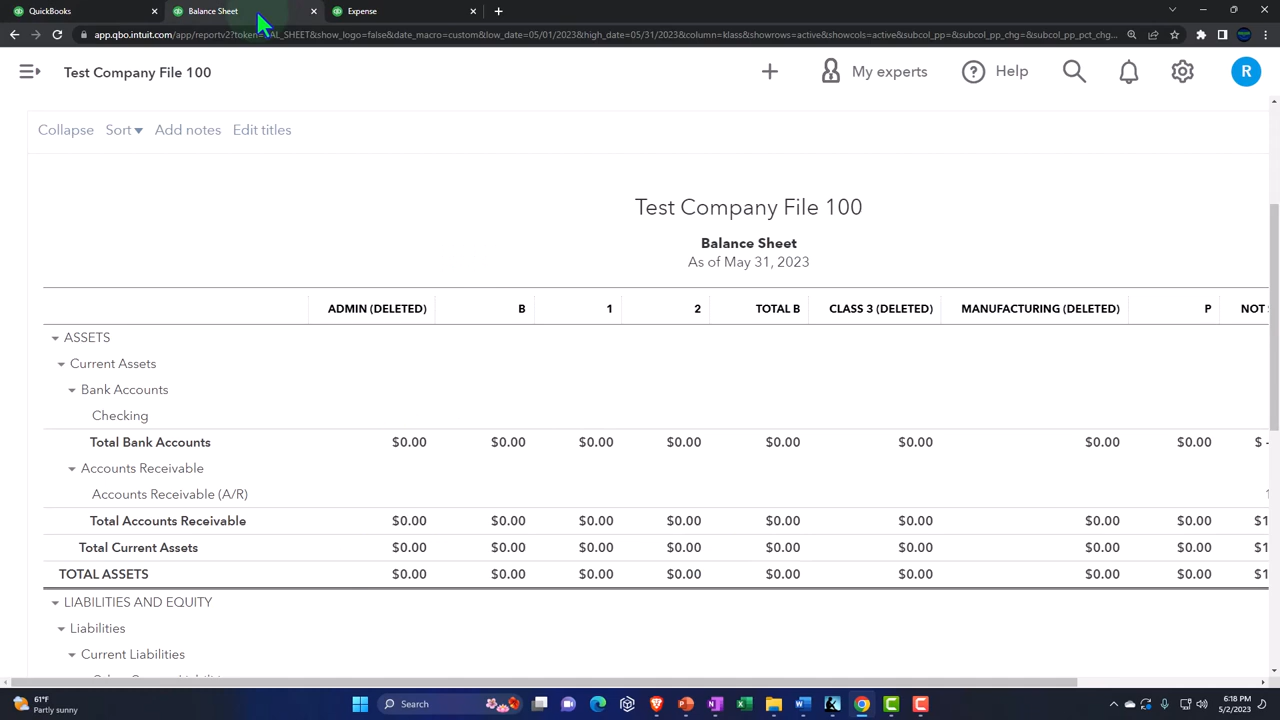 QuickBooks
Balance Sheet
Expense
app.qbo.intuit.com/app/reportv2?token=
AL_SHEET&show_logo=false&date_macro=custom&low_date=05/01/2023&high_date=05/31/2023&column=klass&showrows=active&showcols=active&subcol_pp=&subcol_pp_chg=&subcol_pp_pct_chg...
Test Company File 100
My experts
Help
R
Collapse Sort Add notes Edit titles
Test Company File 100
Balance Sheet
As of May 31, 2023
ADMIN (DELETED) B 1 2 TOTAL B CLASS 3 (DELETED) MANUFACTURING (DELETED) P NOT
ASSETS
Current Assets
Bank Accounts
Checking
Total Bank Accounts $0.00 $0.00 $0.00 $0.00 $0.00 $0.00 $0.00 $0.00 $ -
Accounts Receivable
Accounts Receivable (A/R) 1
Total Accounts Receivable $0.00 $0.00 $0.00 $0.00 $0.00 $0.00 $0.00 $0.00 $1
Total Current Assets $0.00 $0.00 $0.00 $0.00 $0.00 $0.00 $0.00 $0.00 $1
TOTAL ASSETS $0.00 $0.00 $0.00 $0.00 $0.00 $0.00 $0.00 $0.00 $1
LIABILITIES AND EQUITY
Liabilities
Current Liabilities
61°F
Partly sunny
Search
6:18 PM
5/2/2023